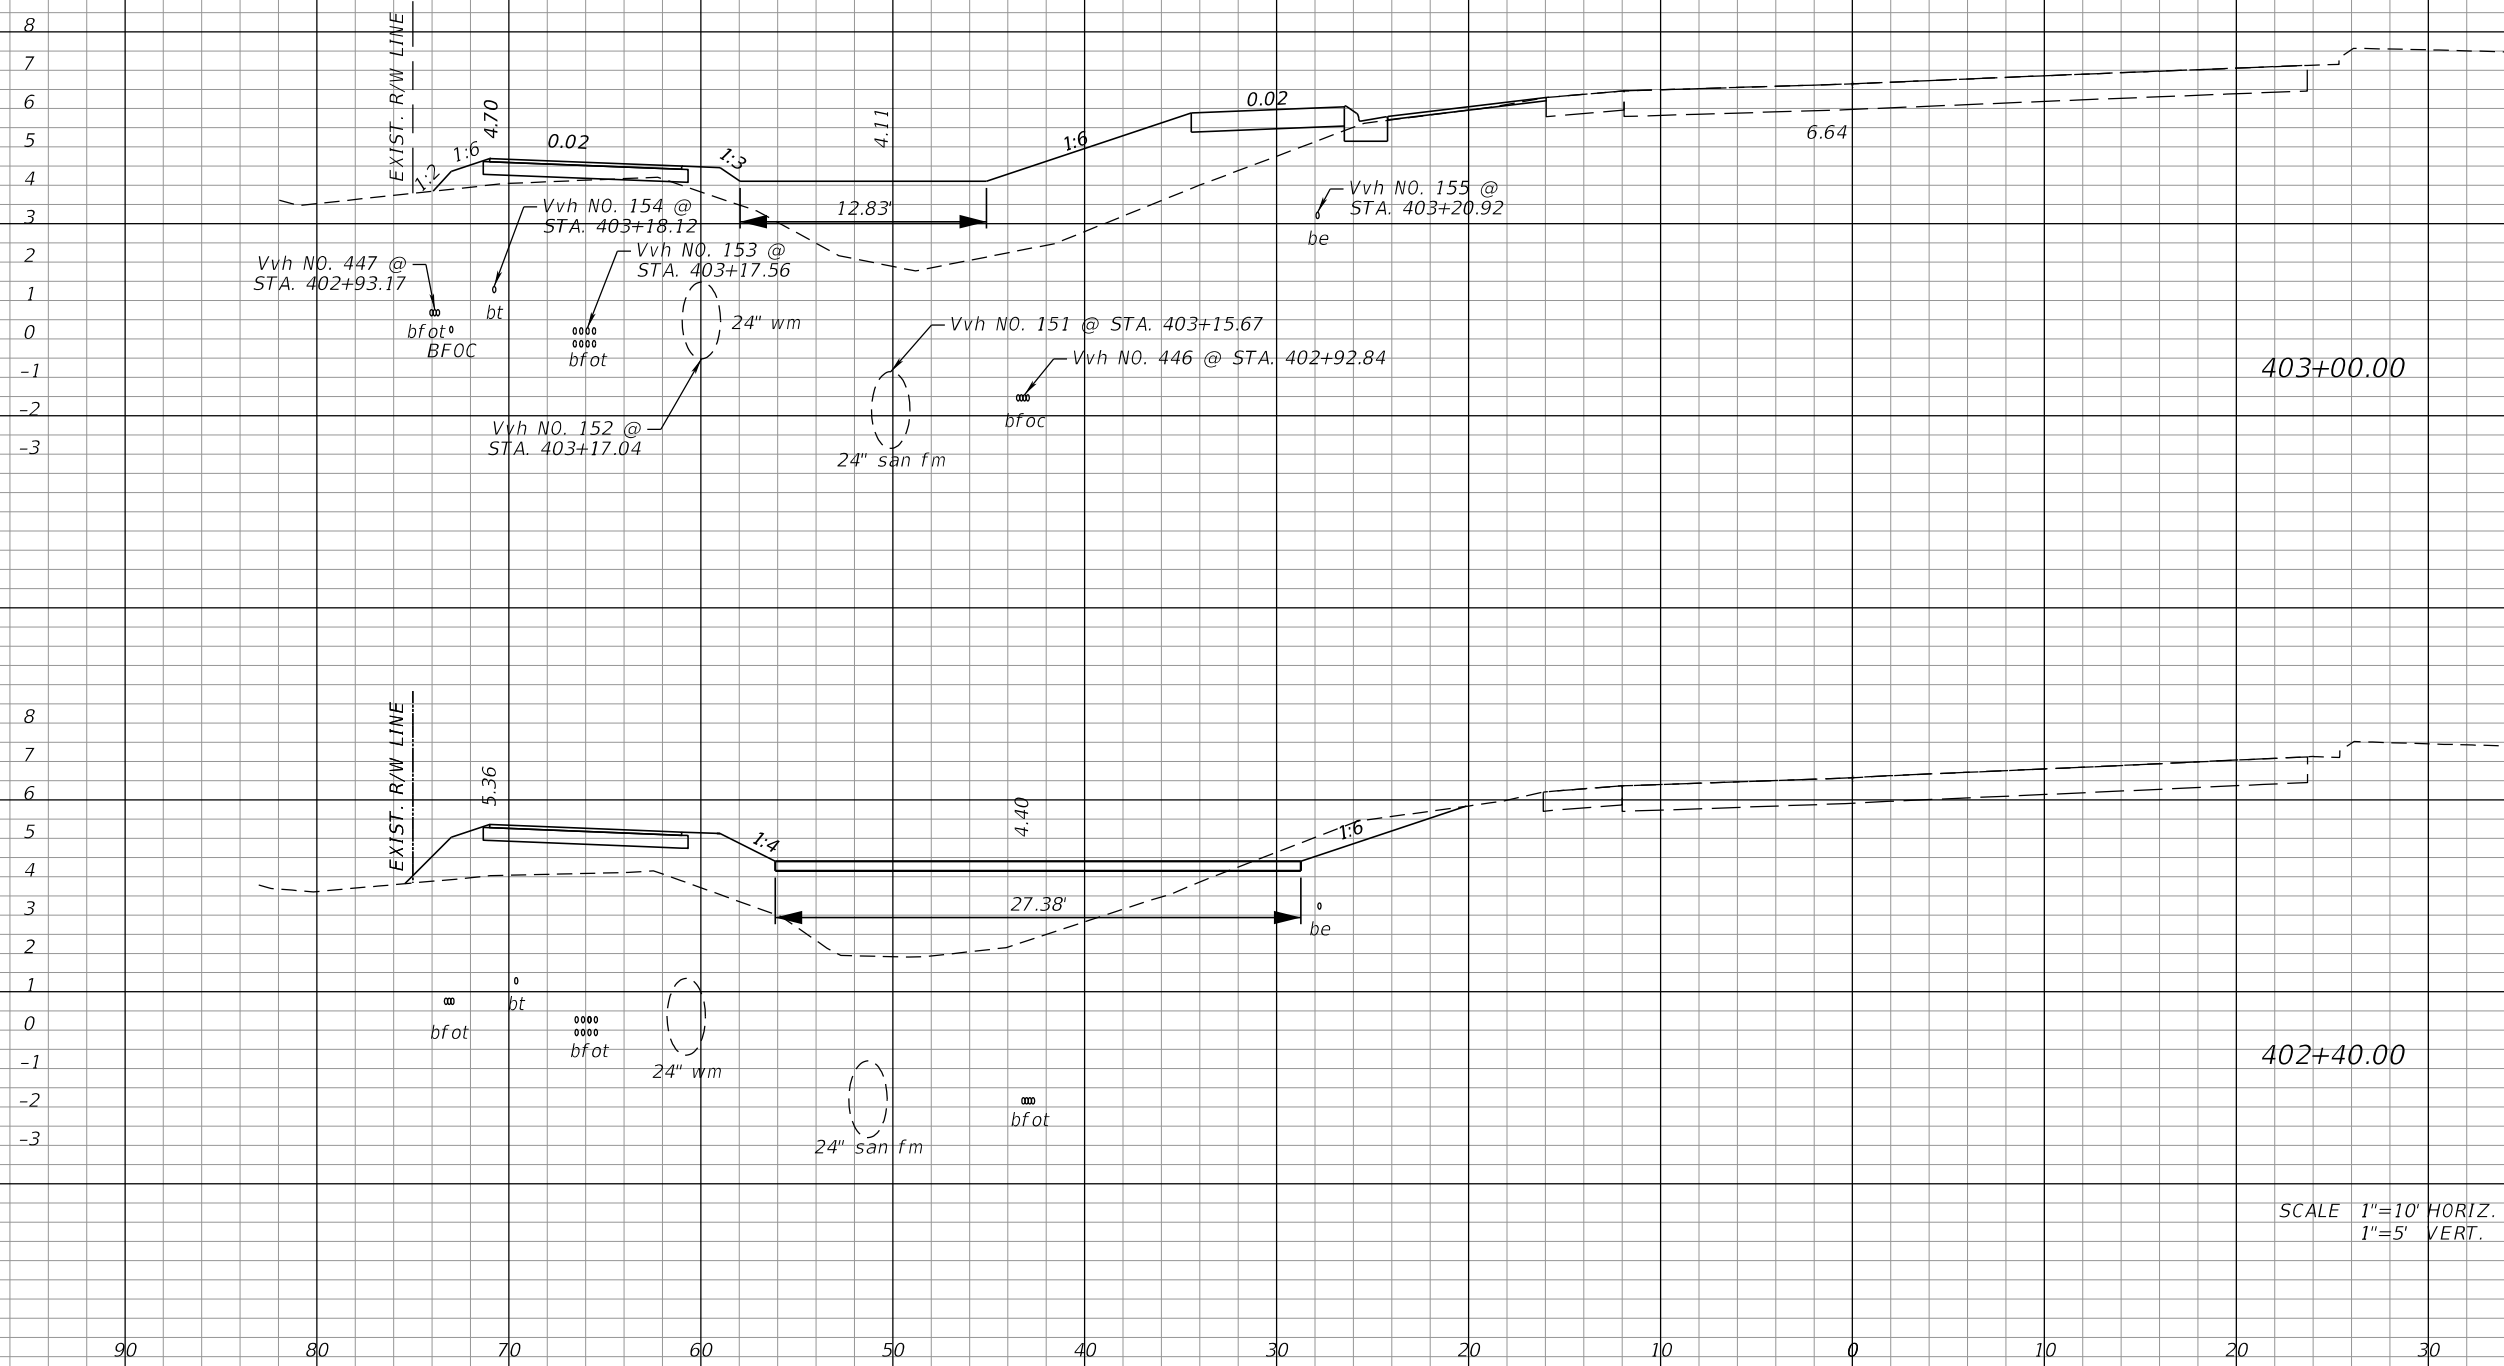 8
7
6
5
4
3
2
1
0
-1
-2
-3
EXIST. R/W LINE
1:2
1:6
4.70
0.02
1:3
4.11
12.83'
1:6
0.02
6.64
Vvh NO. 154 @
STA. 403+18.12
Vvh NO. 153 @
STA. 403+17.56
Vvh NO. 155 @
STA. 403+20.92
be
Vvh NO. 447 @
STA. 402+93.17
bt
bfot
BFOC
bfot
24" wm
Vvh NO. 151 @ STA. 403+15.67
Vvh NO. 446 @ STA. 402+92.84
bfoc
403+00.00
Vvh NO. 152 @
STA. 403+17.04
24" san fm
8
7
6
5
4
3
2
1
0
-1
-2
-3
EXIST. R/W LINE
5.36
1:4
4.40
1:6
27.38'
be
bt
bfot
bfot
24" wm
24" san fm
bfot
402+40.00
SCALE 1"=10' HORIZ.
1"=5' VERT.
90 80 70 60 50 40 30 20 10 0 10 20 30